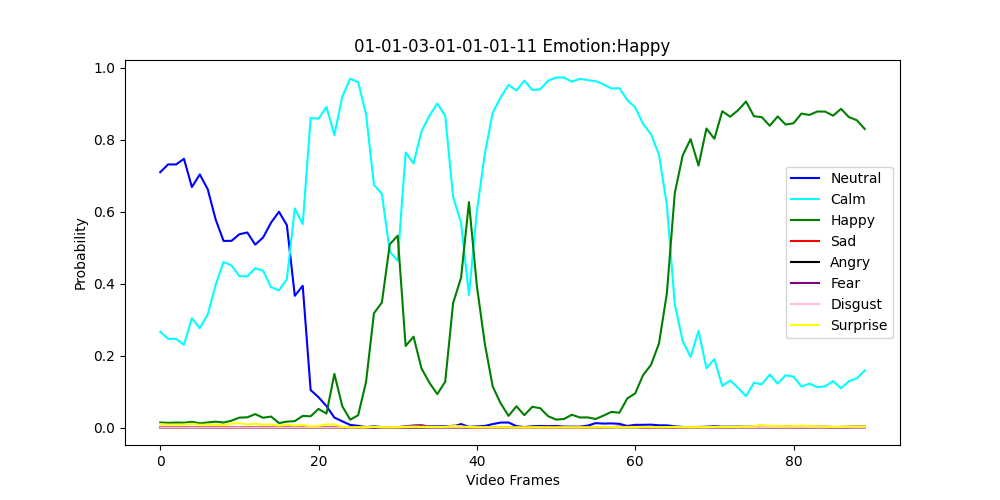 01-01-03-01-01-01-11 Emotion:Happy
Probability
1.0
0.8
0.6
0.4
0.2
0.0
0
20
40
60
80
Video Frames
Neutral
Calm
Happy
Sad
Angry
Fear
Disgust
Surprise